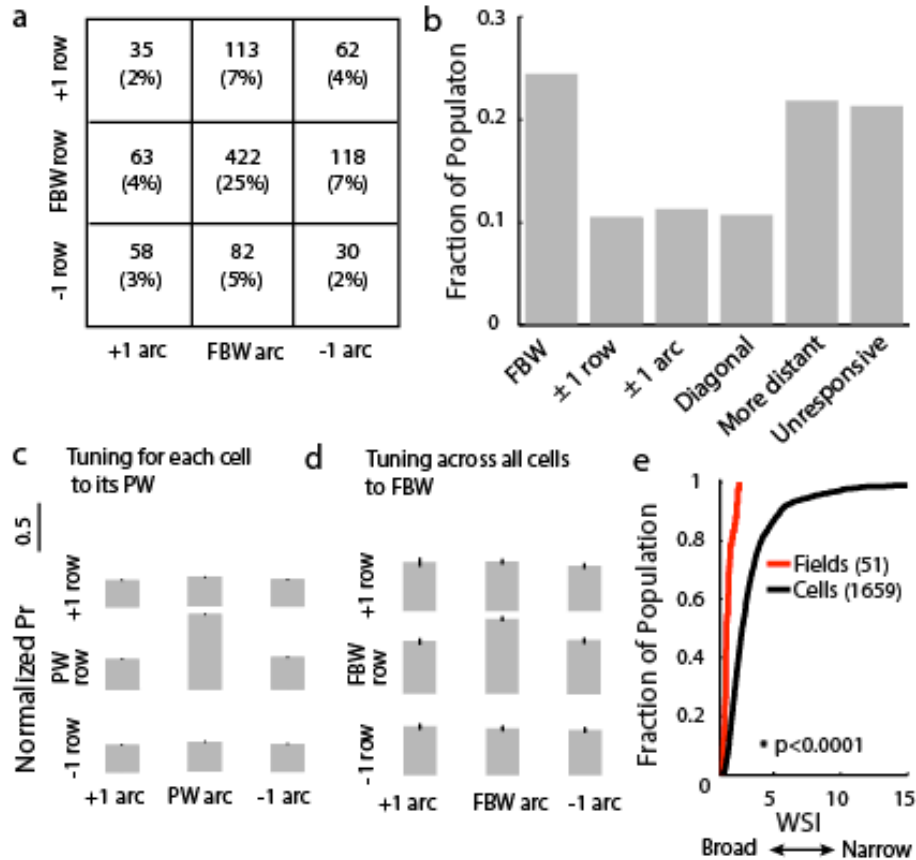 a
+1 row
35
(2%)
113
(7%)
62
(4%)
FBW row
63
(4%)
422
(25%)
118
(7%)
-1 row
58
(3%)
82
(5%)
30
(2%)
+1 arc
FBW arc
-1 arc
b
Fraction of Populaton
0.3
0.2
0.1
0
FBW
±1 row
±1 arc
Diagonal
More distant
Unresponsive
c
Tuning for each cell
to its PW
0.5
Normalized Pr
+1 row
PW
row
-1 row
+1 arc
PW arc
-1 arc
d
Tuning across all cells
to FBW
+1 row
FBW
row
-1 row
+1 arc
FBW arc
-1 arc
e
Fraction of Population
1
0.8
0.6
0.4
0.2
0
Fields (51)
Cells (1659)
* p<0.0001
5
10
15
WSI
Broad
Narrow